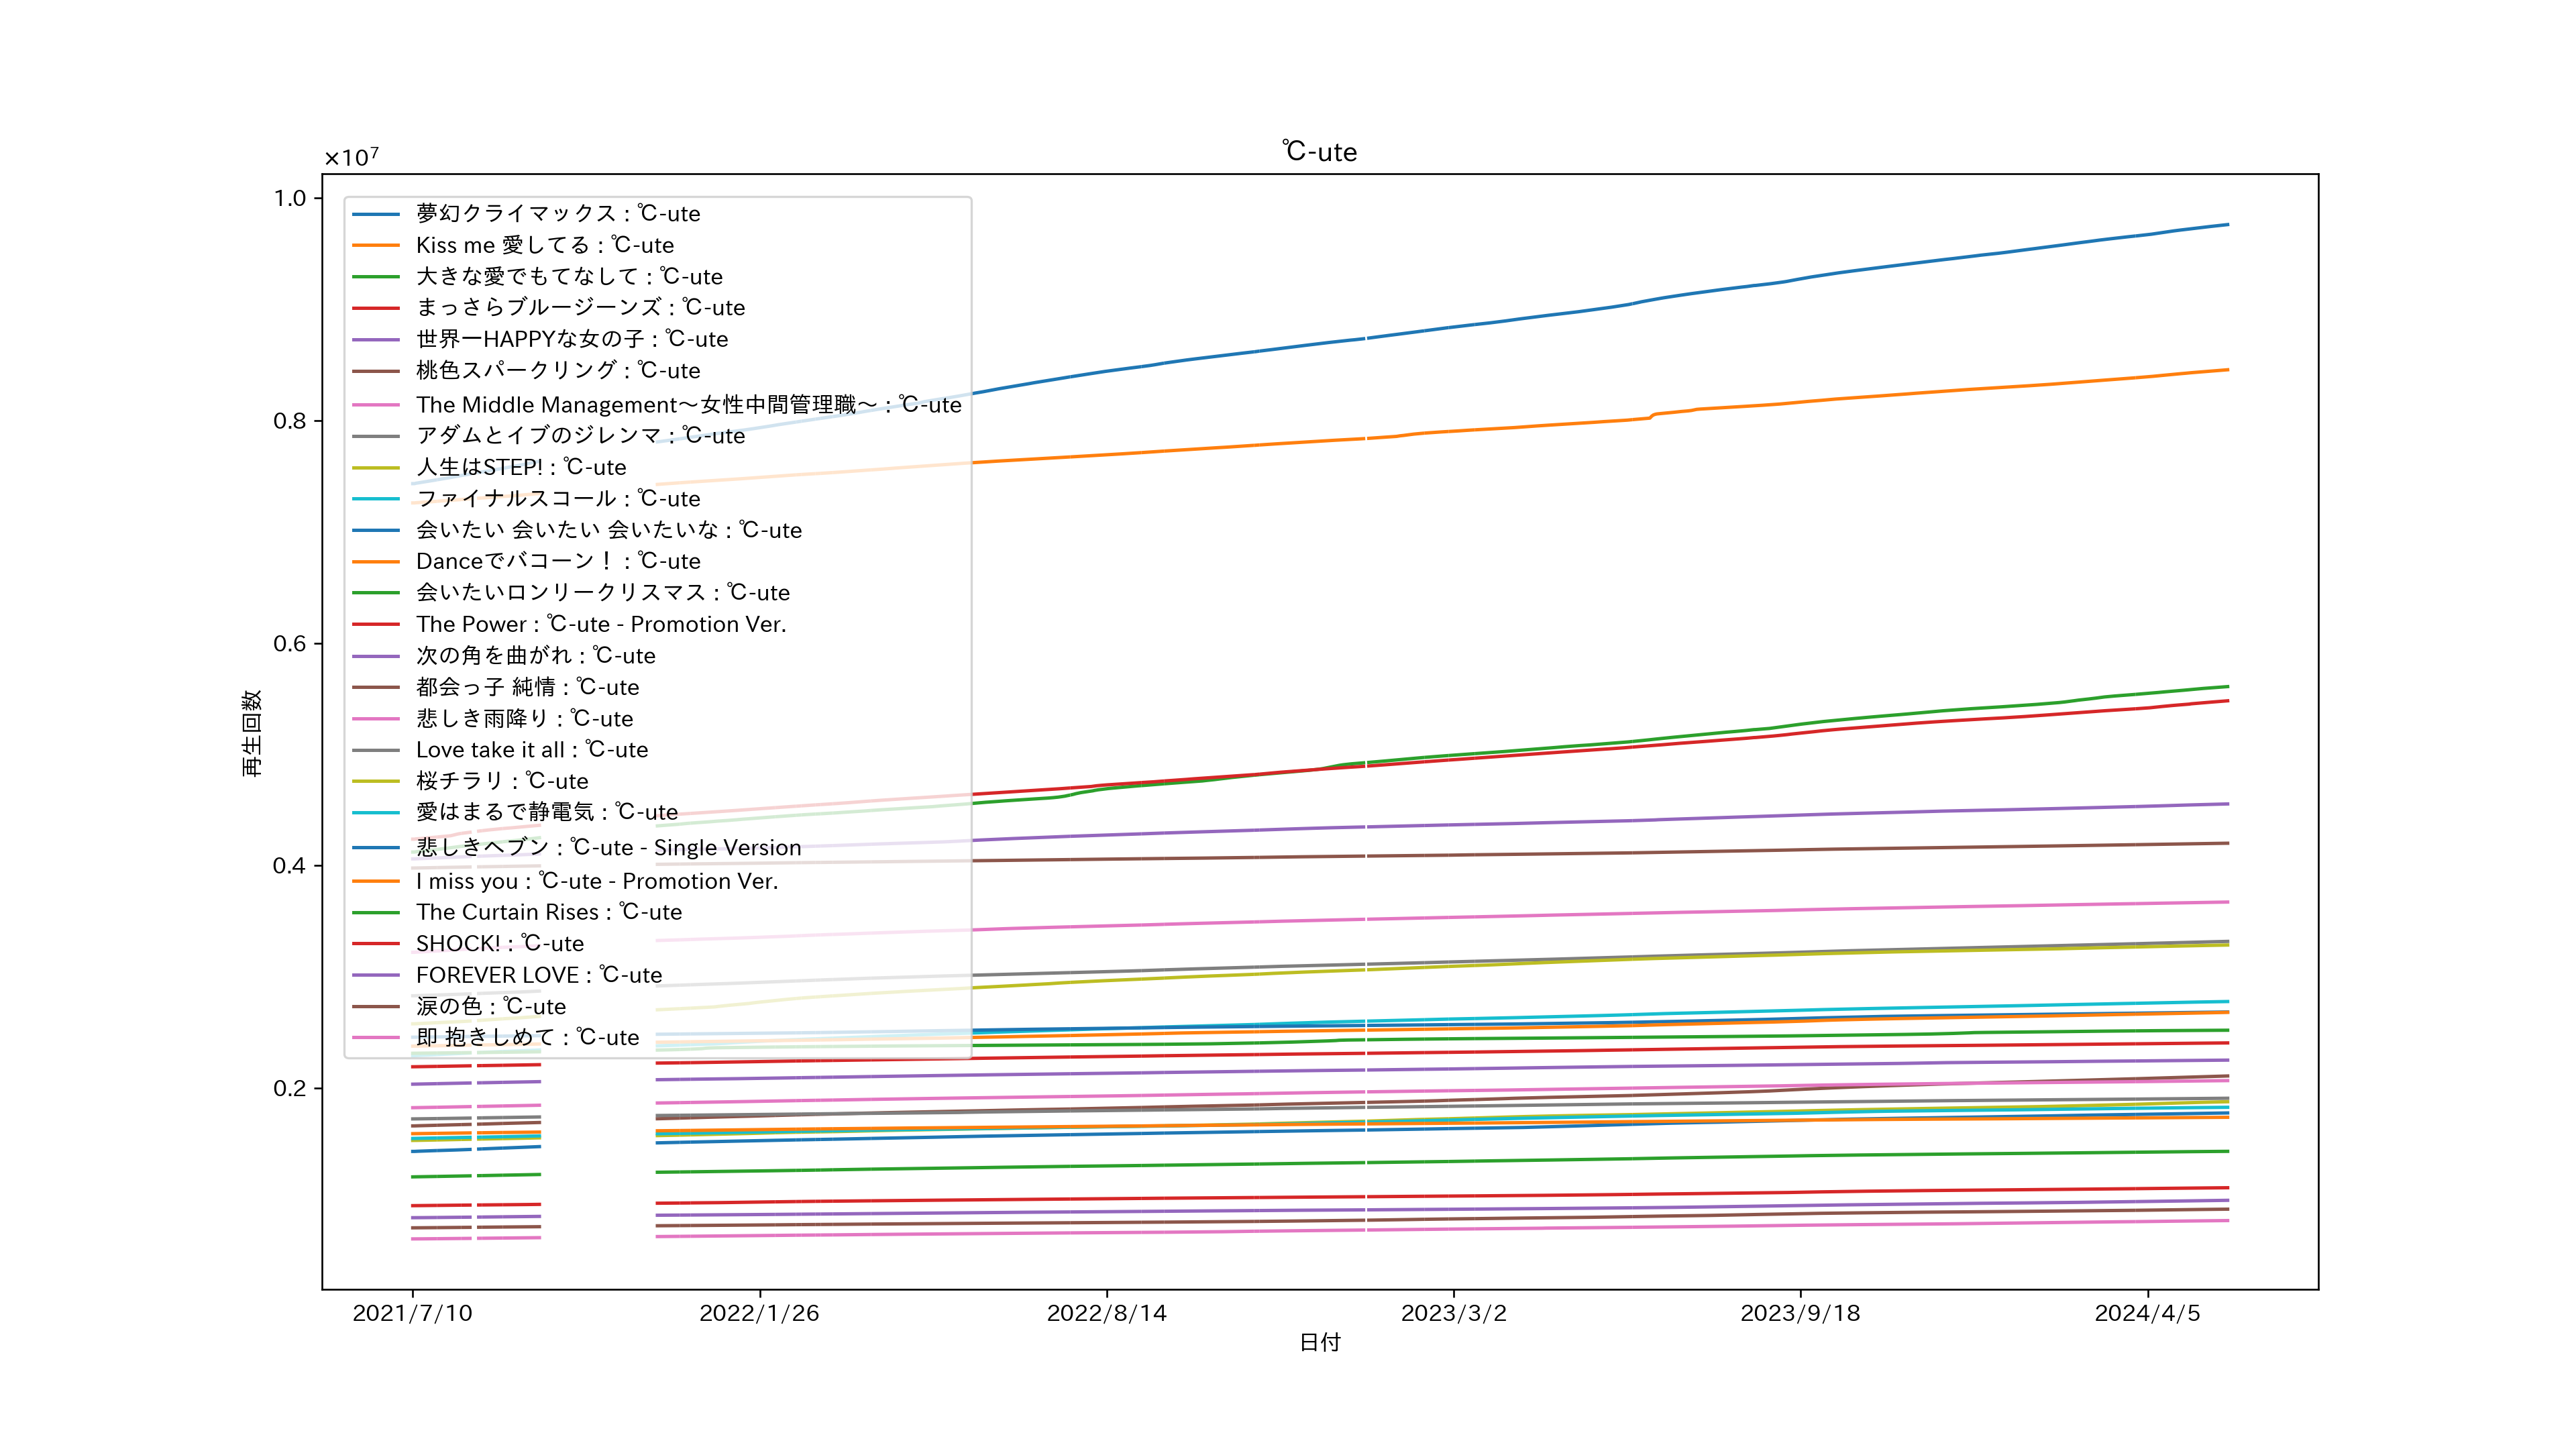 ℃-ute
×10⁷
1.0
0.8
0.6
0.4
0.2
再生回数
夢幻クライマックス : ℃-ute
Kiss me 愛してる : ℃-ute
大きな愛でもてなして : ℃-ute
まっさらブルージーンズ : ℃-ute
世界一HAPPYな女の子 : ℃-ute
桃色スパークリング : ℃-ute
The Middle Management〜女性中間管理職〜 : ℃-ute
アダムとイブのジレンマ : ℃-ute
人生はSTEP! : ℃-ute
ファイナルスコール : ℃-ute
会いたい 会いたい 会いたいな : ℃-ute
Danceでバコーン！ : ℃-ute
会いたいロンリークリスマス : ℃-ute
The Power : ℃-ute - Promotion Ver.
次の角を曲がれ : ℃-ute
都会っ子 純情 : ℃-ute
悲しき雨降り : ℃-ute
Love take it all : ℃-ute
桜チラリ : ℃-ute
愛はまるで静電気 : ℃-ute
悲しきヘブン : ℃-ute - Single Version
I miss you : ℃-ute - Promotion Ver.
The Curtain Rises : ℃-ute
SHOCK! : ℃-ute
FOREVER LOVE : ℃-ute
涙の色 : ℃-ute
即 抱きしめて : ℃-ute
2021/7/10 2022/1/26 2022/8/14 2023/3/2 2023/9/18 2024/4/5
日付